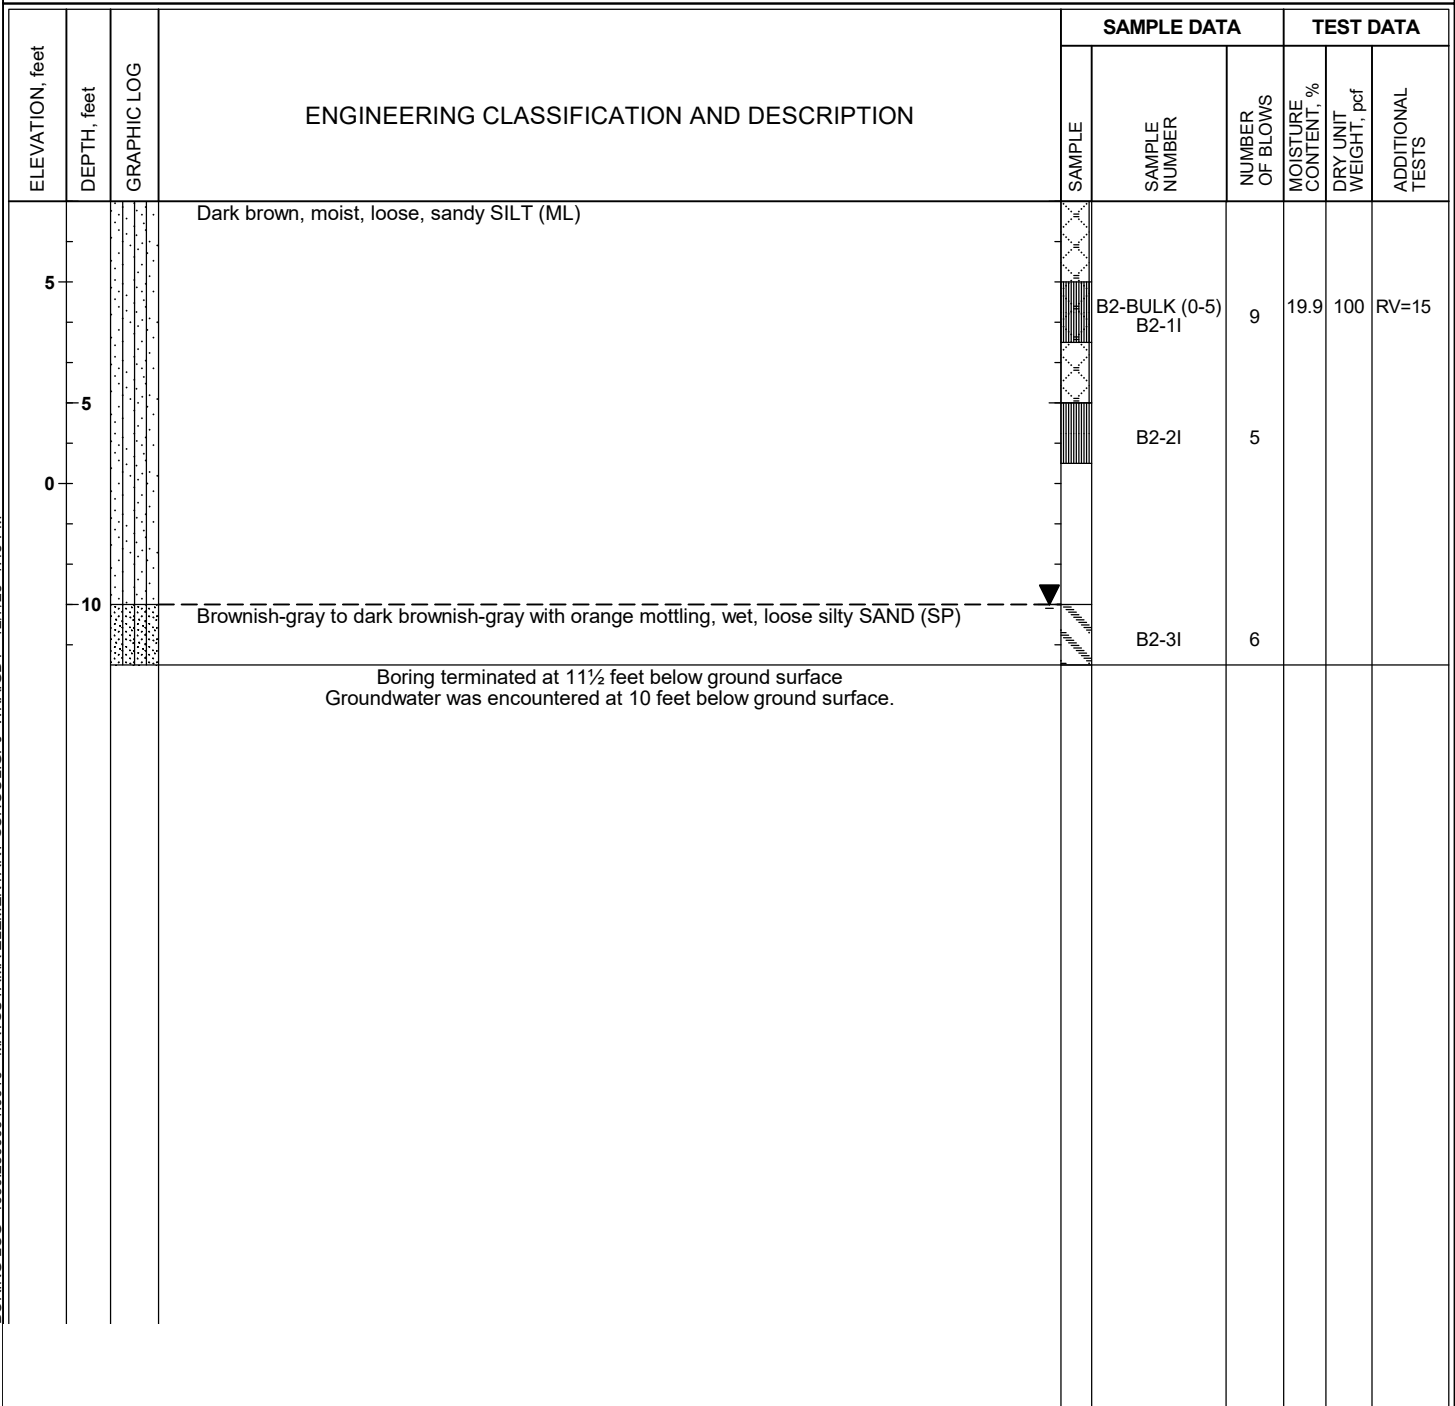 SAMPLE DATA
TEST DATA
ELEVATION, feet
DEPTH, feet
GRAPHIC LOG
ENGINEERING CLASSIFICATION AND DESCRIPTION
SAMPLE
SAMPLE
NUMBER
NUMBER
OF BLOWS
MOISTURE
CONTENT, %
DRY UNIT
WEIGHT, pcf
ADDITIONAL
TESTS
Dark brown, moist, loose, sandy SILT (ML)
5
B2-BULK (0-5)
B2-1I
9
19.9
100
RV=15
5
B2-2I
5
0
10
Brownish-gray to dark brownish-gray with orange mottling, wet, loose silty SAND (SP)
B2-3I
6
Boring terminated at 11½ feet below ground surface
Groundwater was encountered at 10 feet below ground surface.